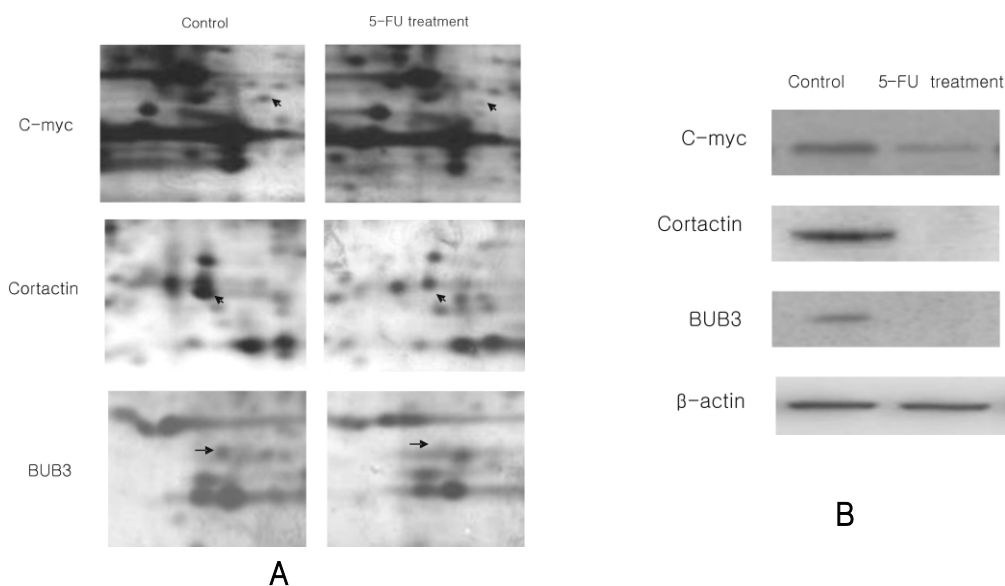 Control 5-FU treatment
C-myc
Cortactin
BUB3
A
Control 5-FU treatment
C-myc
Cortactin
BUB3
β-actin
B